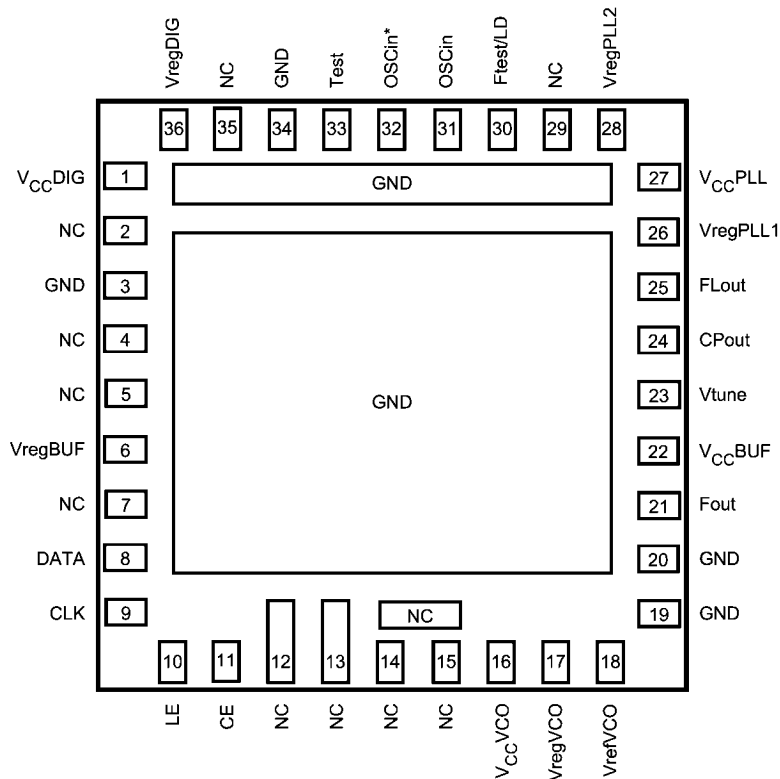 VregDIG
NC
GND
Test
OSCin*
OSCin
Ftest/LD
NC
VregPLL2
36 35 34 33 32 31 30 29 28
VCCDIG 1 GND 27 VCCPLL
NC 2 26 VregPLL1
GND 3 25 FLout
NC 4 24 CPout
NC 5 GND 23 Vtune
VregBUF 6 22 VCCBUF
NC 7 21 Fout
DATA 8 20 GND
CLK 9 NC 19 GND
10 11 12 13 14 15 16 17 18
LE
CE
NC
NC
NC
NC
VCCVCO
VregVCO
VrefVCO